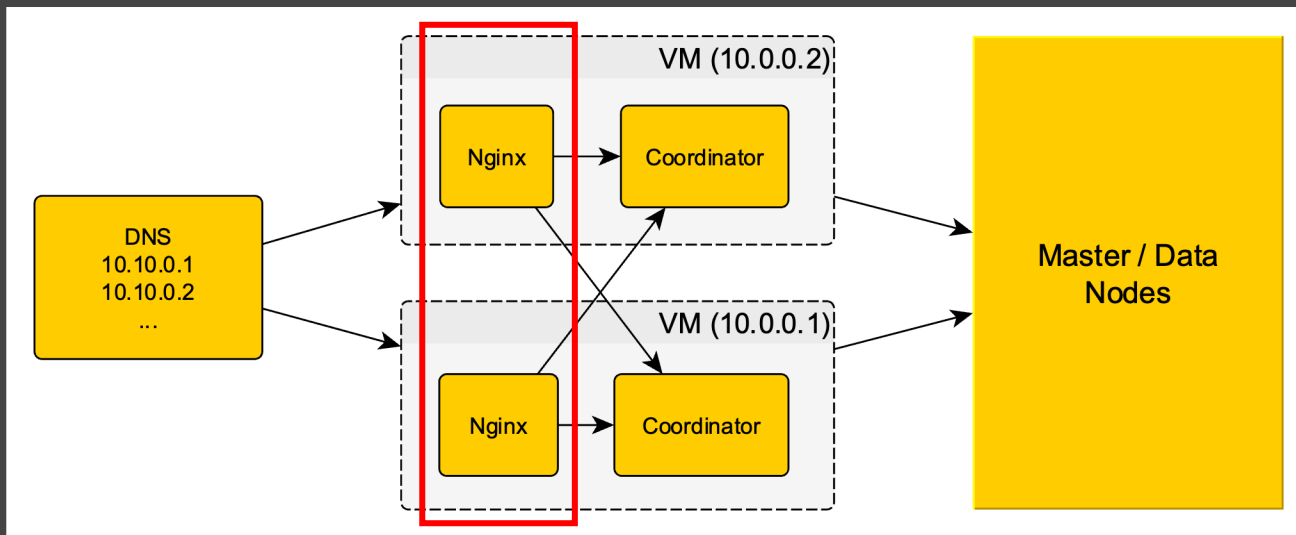 DNS
10.10.0.1
10.10.0.2
...
VM (10.0.0.2)
Nginx
Coordinator
VM (10.0.0.1)
Nginx
Coordinator
Master / Data
Nodes